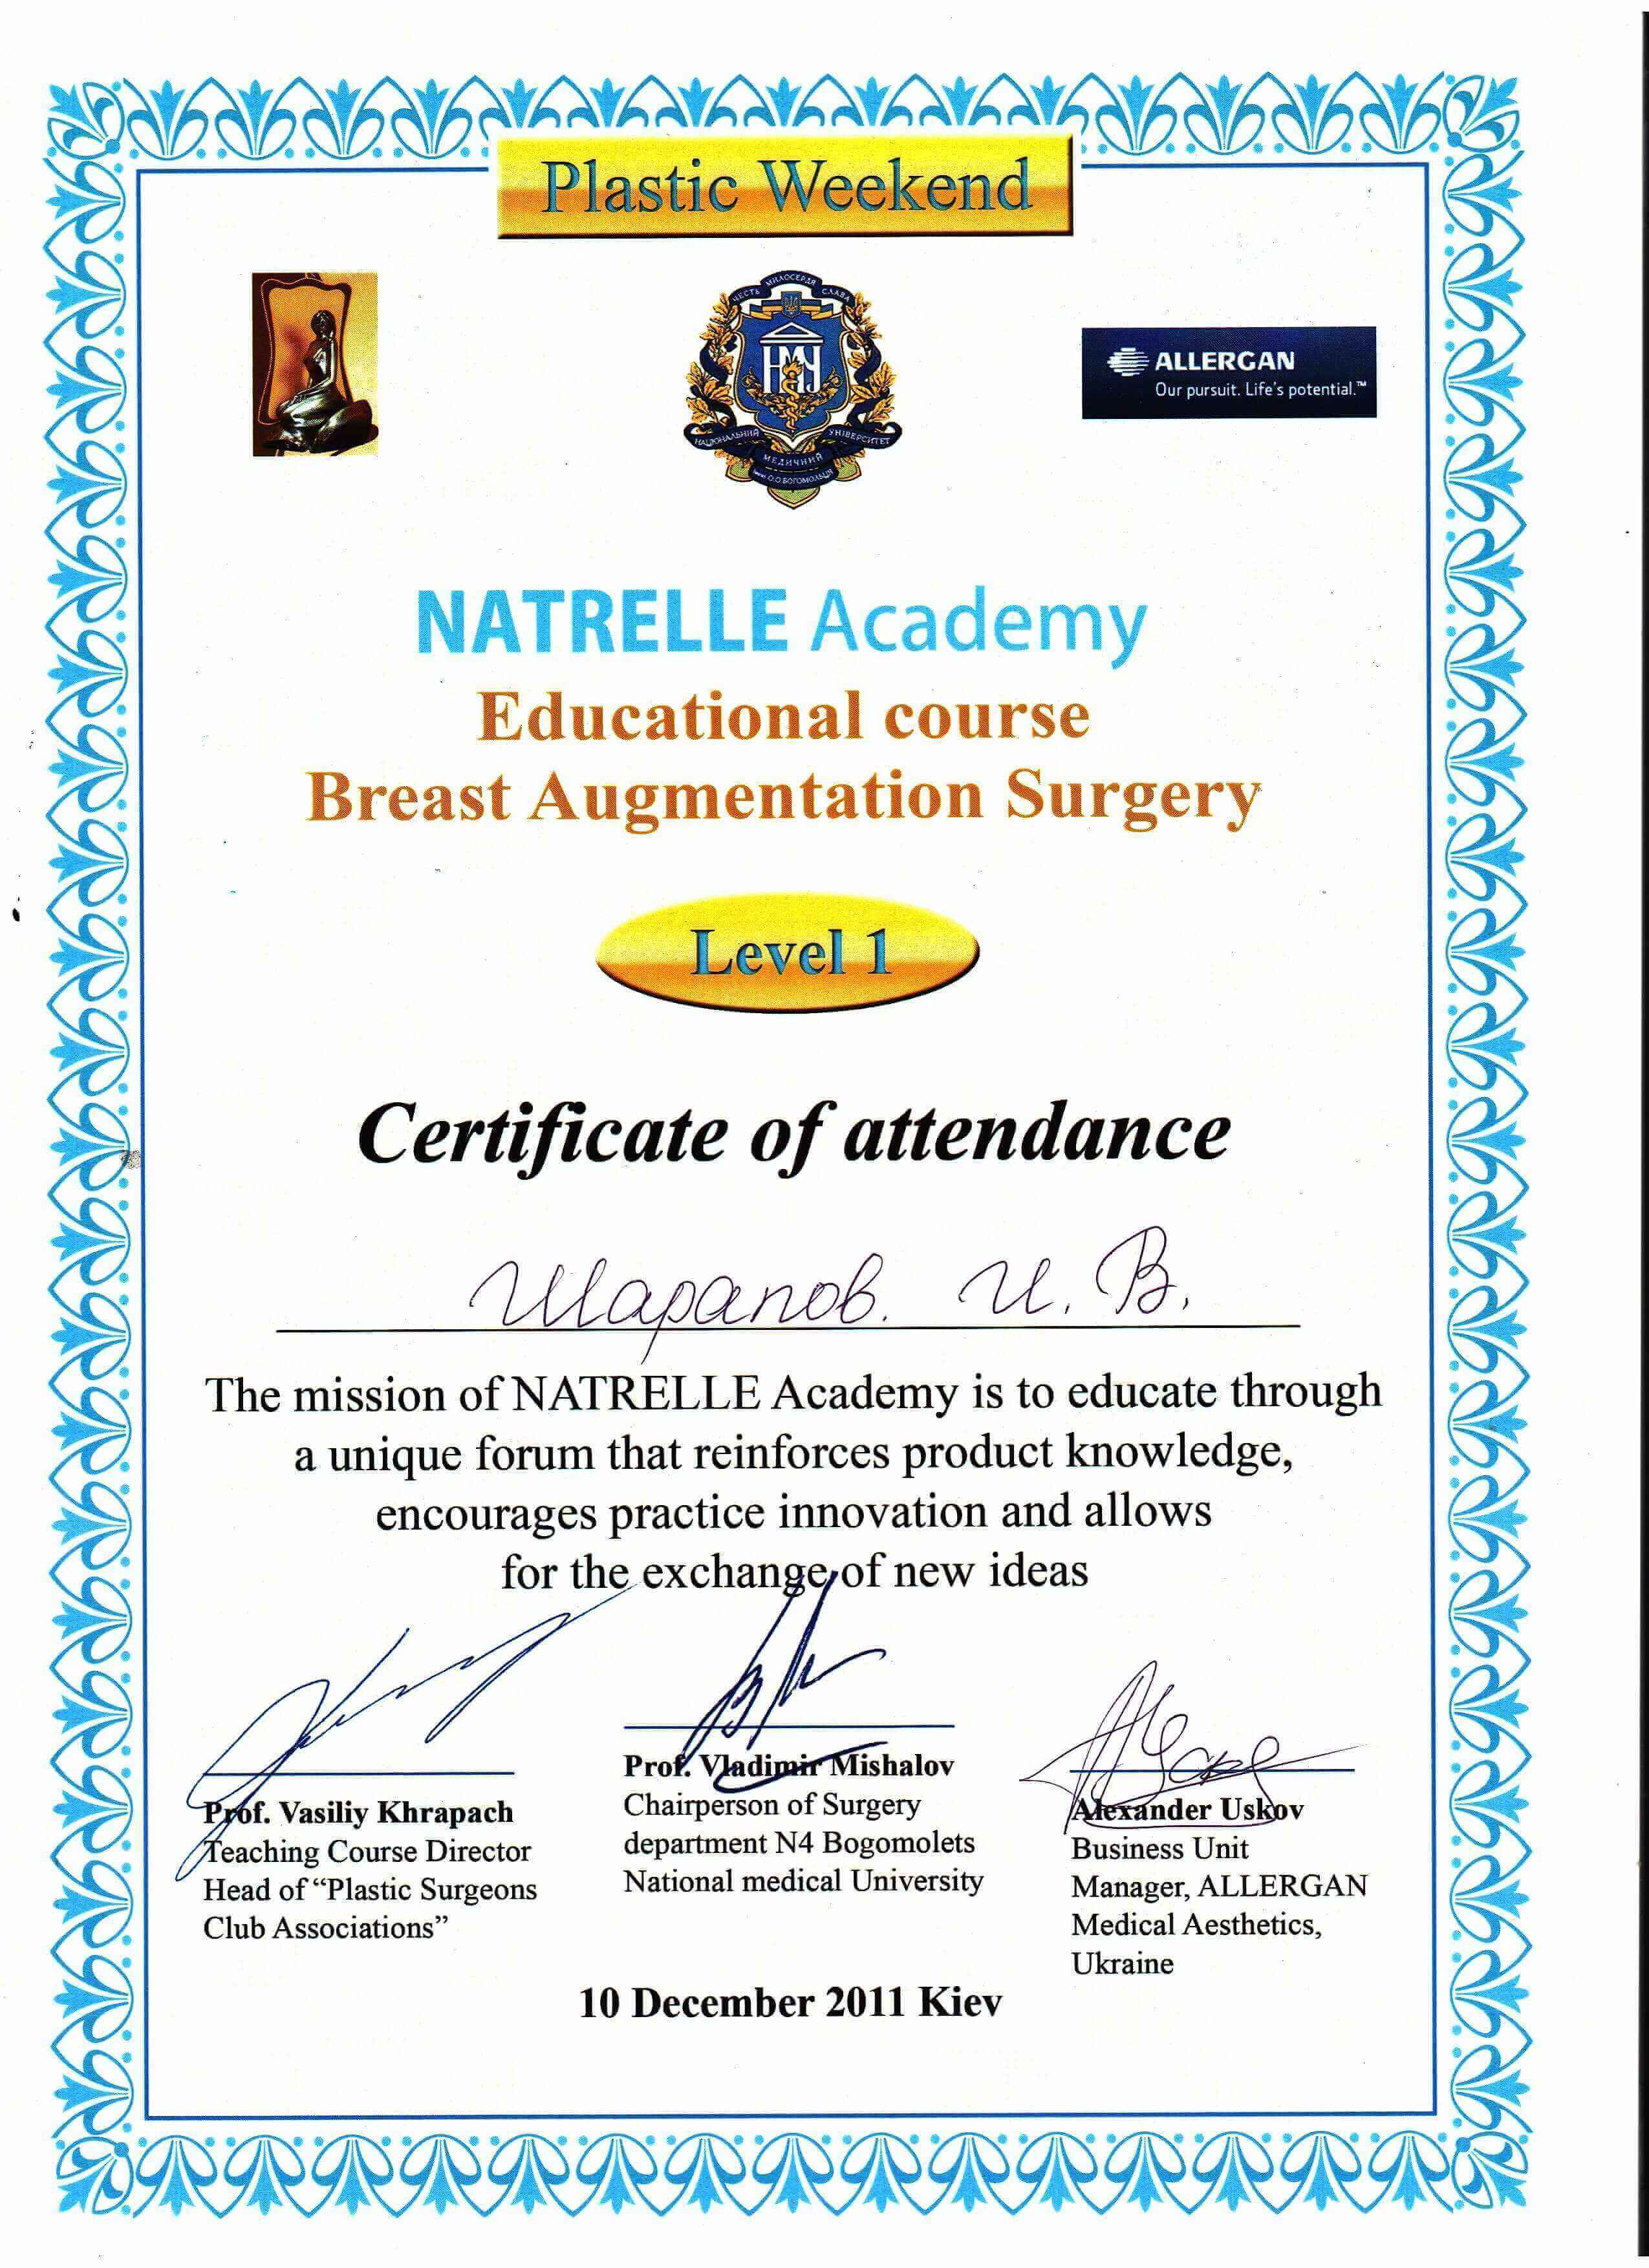 Plastic Weekend
ЧЕСТЬ МИЛОСЕРДЯ СЛАВА
НМУ
ALLERGAN
Our pursuit. Life's potential.™
НАЦІОНАЛЬНИЙ УНІВЕРСИТЕТ
МЕДИЧНИЙ
імені О.О.БОГОМОЛЬЦЯ
NATRELLE Academy
Educational course
Breast Augmentation Surgery
Level 1
Certificate of attendance
Шарапов. И. В.
The mission of NATRELLE Academy is to educate through
a unique forum that reinforces product knowledge,
encourages practice innovation and allows
for the exchange of new ideas
Prof. Vasiliy Khrapach
Teaching Course Director
Head of “Plastic Surgeons
Club Associations”
Prof. Vladimir Mishalov
Chairperson of Surgery
department N4 Bogomolets
National medical University
Alexander Uskov
Business Unit
Manager, ALLERGAN
Medical Aesthetics,
Ukraine
10 December 2011 Kiev